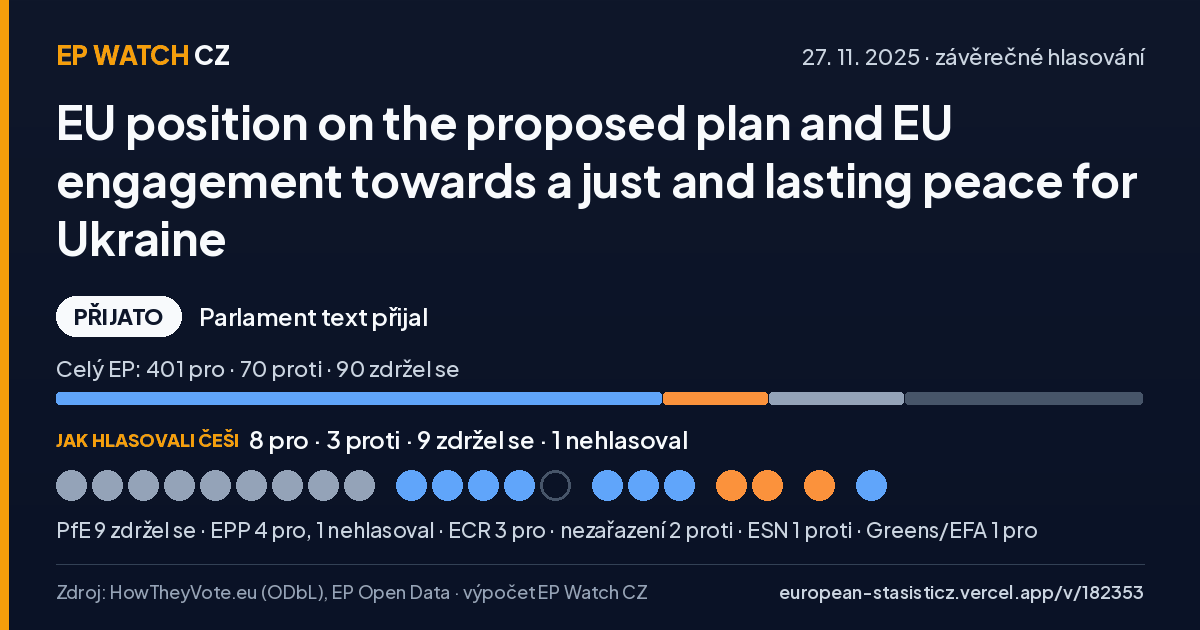 EP WATCH CZ
27. 11. 2025 · závěrečné hlasování
EU position on the proposed plan and EU
engagement towards a just and lasting peace for
Ukraine
PŘIJATO Parlament text přijal
Celý EP: 401 pro · 70 proti · 90 zdržel se
JAK HLASOVALI ČEŠI 8 pro · 3 proti · 9 zdržel se · 1 nehlasoval
PfE 9 zdržel se · EPP 4 pro, 1 nehlasoval · ECR 3 pro · nezařazení 2 proti · ESN 1 proti · Greens/EFA 1 pro
Zdroj: HowTheyVote.eu (ODbL), EP Open Data · výpočet EP Watch CZ
european-stasisticz.vercel.app/v/182353